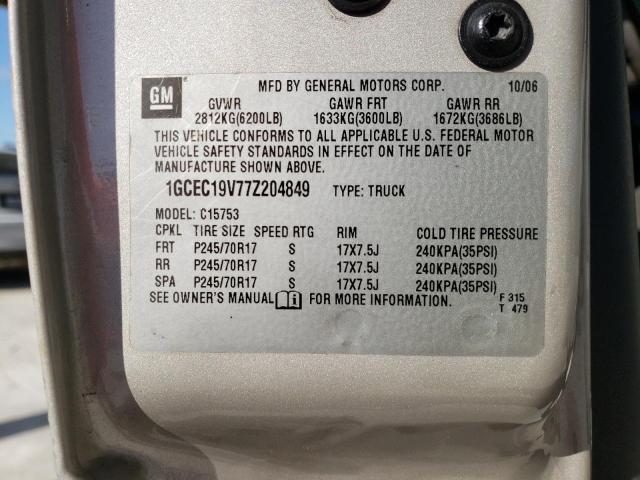 MFD BY GENERAL MOTORS CORP. 10/06
GM
GVWR GAWR FRT GAWR RR
2812KG(6200LB) 1633KG(3600LB) 1672KG(3686LB)
THIS VEHICLE CONFORMS TO ALL APPLICABLE U.S. FEDERAL MOTOR
VEHICLE SAFETY STANDARDS IN EFFECT ON THE DATE OF
MANUFACTURE SHOWN ABOVE.
1GCEC19V77Z204849 TYPE: TRUCK
MODEL: C15753
CPKL TIRE SIZE SPEED RTG RIM COLD TIRE PRESSURE
FRT P245/70R17 S 17X7.5J 240KPA(35PSI)
RR P245/70R17 S 17X7.5J 240KPA(35PSI)
SPA P245/70R17 S 17X7.5J 240KPA(35PSI)
SEE OWNER'S MANUAL FOR MORE INFORMATION. F 315
T 479